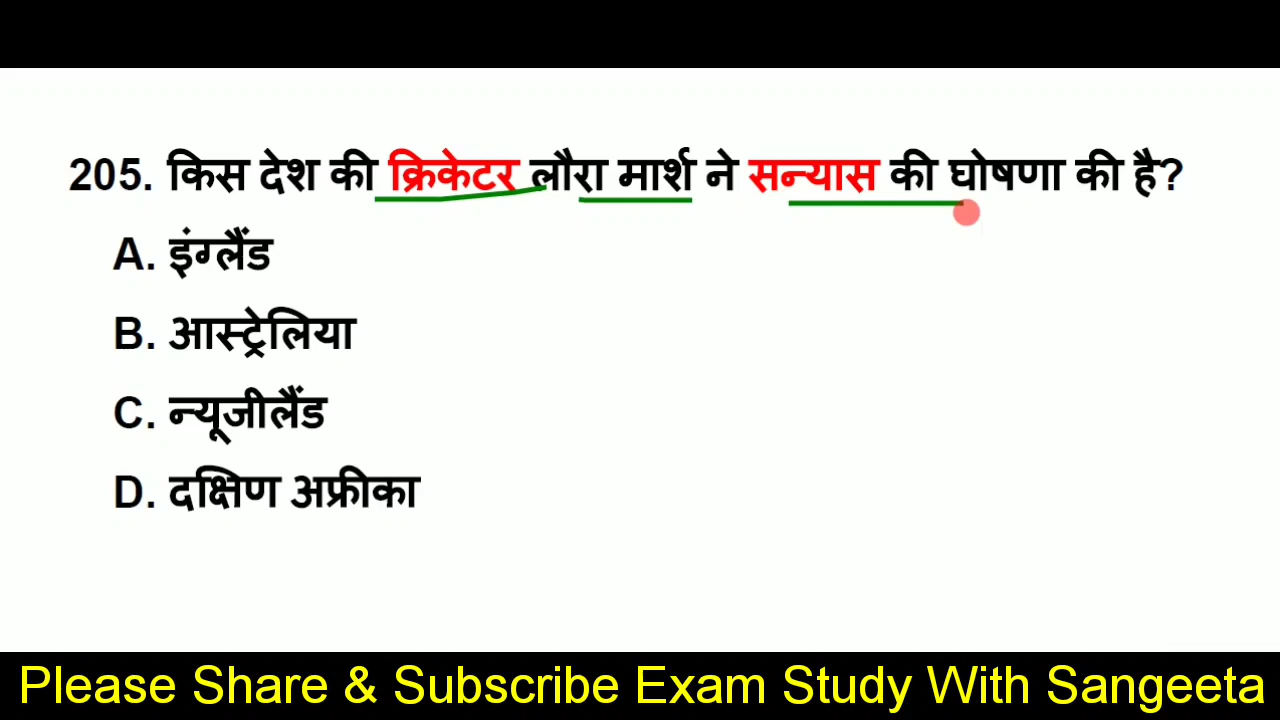 205. किस देश की क्रिकेटर लौरा मार्श ने सन्यास की घोषणा की है?
A. इंग्लैंड
B. आस्ट्रेलिया
C. न्यूजीलैंड
D. दक्षिण अफ्रीका
Please Share & Subscribe Exam Study With Sangeeta